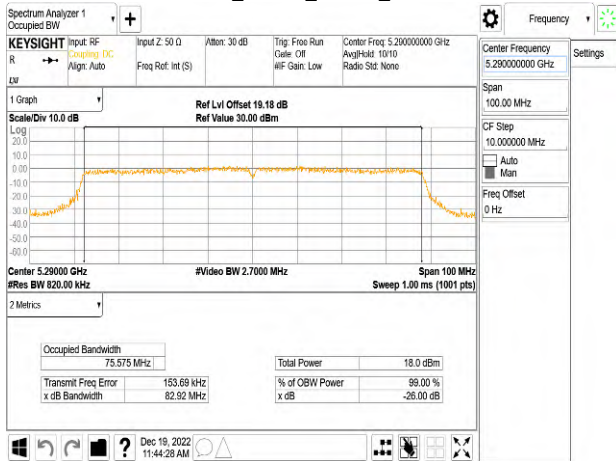 Spectrum Analyzer 1
Occupied BW
+
Frequency
KEYSIGHT
R
Input: RF
Coupling: DC
Align: Auto
Input Z: 50 Ω
Freq Ref: Int (S)
Atten: 30 dB
Trig: Free Run
Gate: Off
#IF Gain: Low
Center Freq: 5.290000000 GHz
Avg|Hold: 10/10
Radio Std: None
Center Frequency
5.290000000 GHz
Settings
Span
100.00 MHz
CF Step
10.000000 MHz
Auto
Man
Freq Offset
0 Hz
1 Graph
Scale/Div 10.0 dB
Ref Lvl Offset 19.18 dB
Ref Value 30.00 dBm
Log
20.0
10.0
0.00
-10.0
-20.0
-30.0
-40.0
-50.0
-60.0
Center 5.29000 GHz
#Res BW 820.00 kHz
#Video BW 2.7000 MHz
Span 100 MHz
Sweep 1.00 ms (1001 pts)
2 Metrics
Occupied Bandwidth
75.575 MHz
Transmit Freq Error 153.69 kHz
x dB Bandwidth 82.92 MHz
Total Power 18.0 dBm
% of OBW Power 99.00 %
x dB -26.00 dB
?
Dec 19, 2022
11:44:28 AM